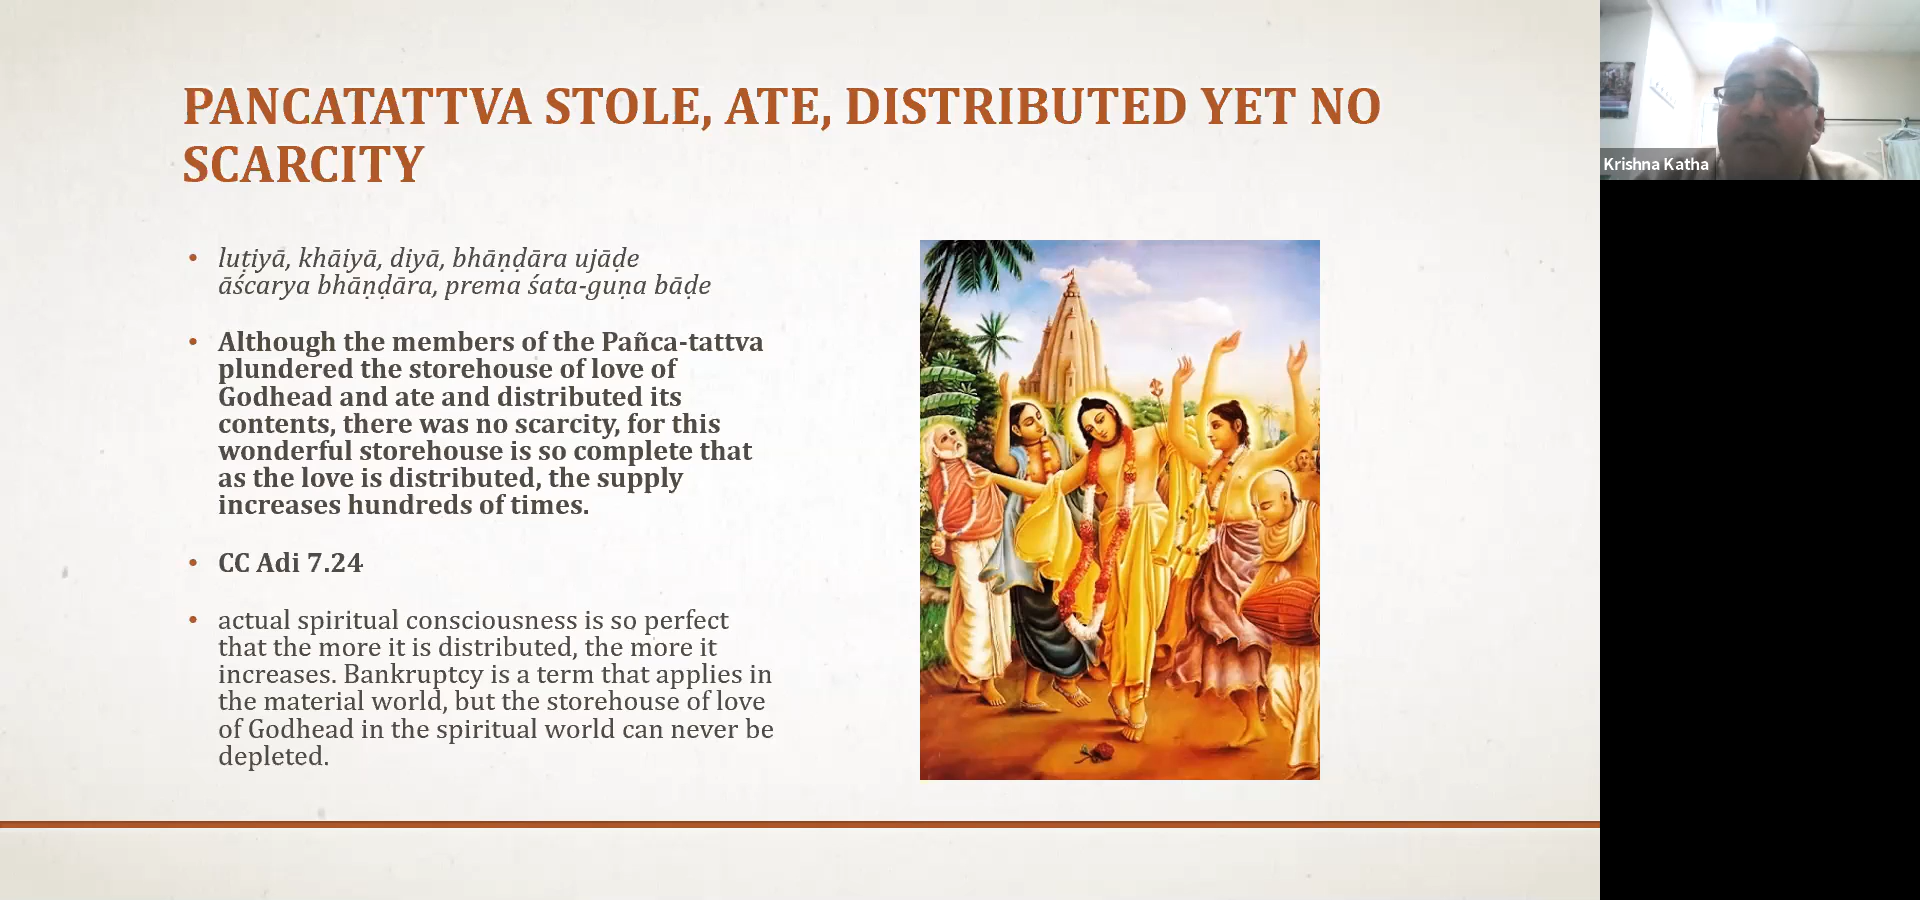 PANCATATTVA STOLE, ATE, DISTRIBUTED YET NO
SCARCITY
• luṭiyā, khāiyā, diyā, bhāṇḍāra ujāḍe
āścarya bhāṇḍāra, prema śata-guṇa bāḍe
• Although the members of the Pañca-tattva
plundered the storehouse of love of
Godhead and ate and distributed its
contents, there was no scarcity, for this
wonderful storehouse is so complete that
as the love is distributed, the supply
increases hundreds of times.
• CC Adi 7.24
• actual spiritual consciousness is so perfect
that the more it is distributed, the more it
increases. Bankruptcy is a term that applies in
the material world, but the storehouse of love
of Godhead in the spiritual world can never be
depleted.
Krishna Katha